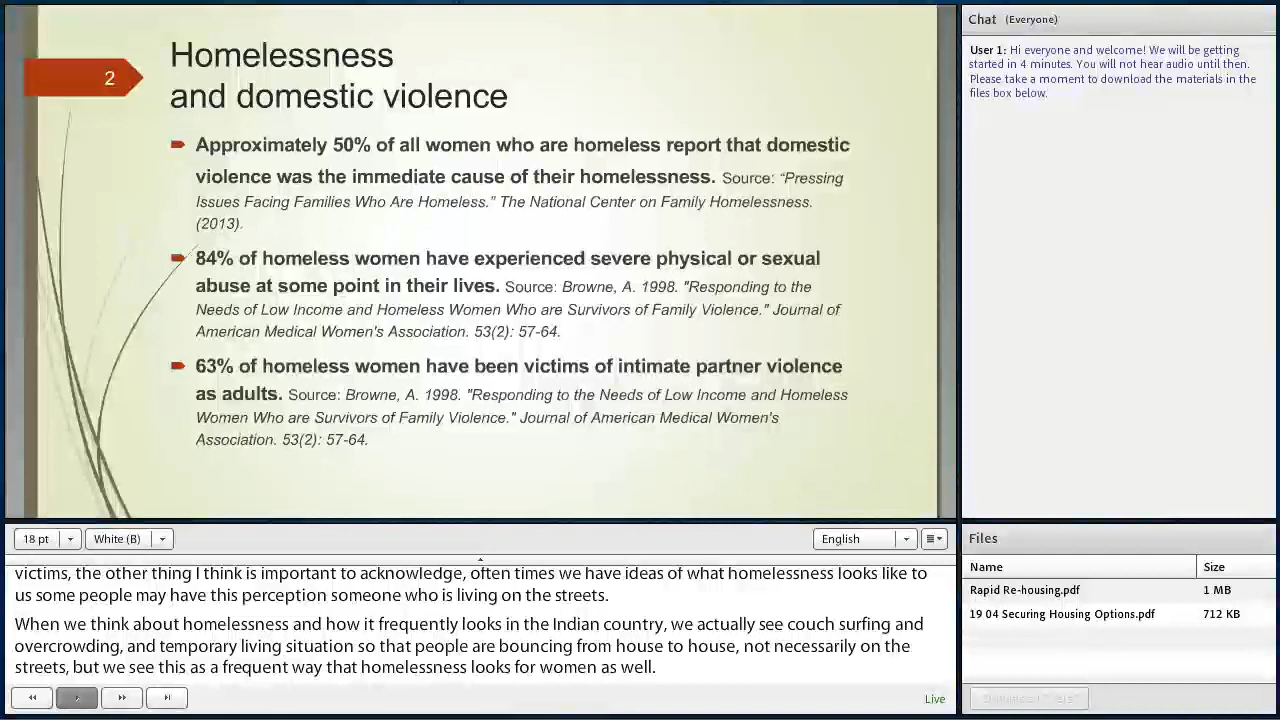 2
Homelessness
and domestic violence
Approximately 50% of all women who are homeless report that domestic
violence was the immediate cause of their homelessness. Source: “Pressing
Issues Facing Families Who Are Homeless.” The National Center on Family Homelessness.
(2013).
84% of homeless women have experienced severe physical or sexual
abuse at some point in their lives. Source: Browne, A. 1998. "Responding to the
Needs of Low Income and Homeless Women Who are Survivors of Family Violence." Journal of
American Medical Women's Association. 53(2): 57-64.
63% of homeless women have been victims of intimate partner violence
as adults. Source: Browne, A. 1998. "Responding to the Needs of Low Income and Homeless
Women Who are Survivors of Family Violence." Journal of American Medical Women's
Association. 53(2): 57-64.
18 pt
White (B)
English
victims, the other thing I think is important to acknowledge, often times we have ideas of what homelessness looks like to
us some people may have this perception someone who is living on the streets.
When we think about homelessness and how it frequently looks in the Indian country, we actually see couch surfing and
overcrowding, and temporary living situation so that people are bouncing from house to house, not necessarily on the
streets, but we see this as a frequent way that homelessness looks for women as well.
Live
Chat (Everyone)
User 1: Hi everyone and welcome! We will be getting
started in 4 minutes. You will not hear audio until then.
Please take a moment to download the materials in the
files box below.
Files
Name Size
Rapid Re-housing.pdf 1 MB
19 04 Securing Housing Options.pdf 712 KB